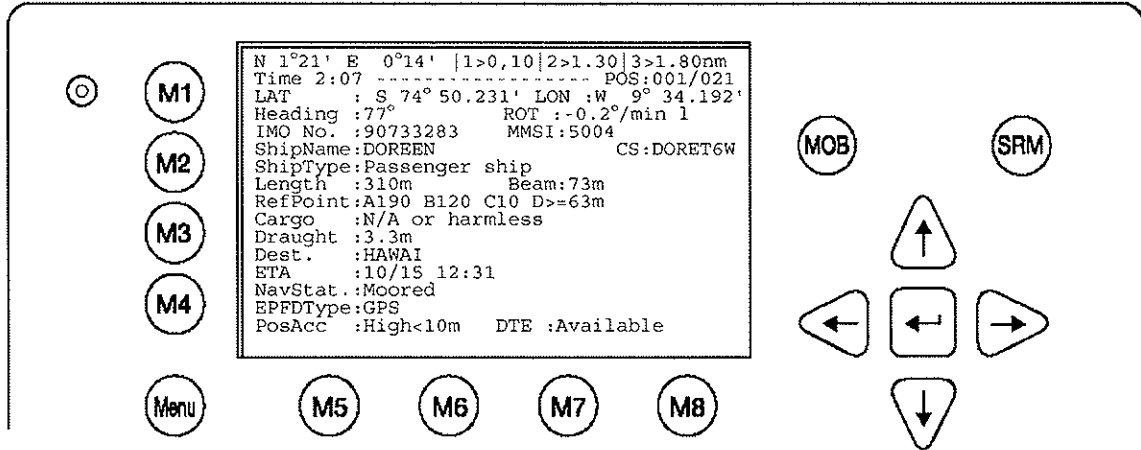 N 1°21' E 0°14' |1>0,10|2>1.30|3>1.80nm
Time 2:07 ------------------- POS:001/021
LAT : S 74° 50.231' LON :W 9° 34.192'
Heading :77° ROT :-0.2°/min l
IMO No. :90733283 MMSI:5004
ShipName:DOREEN CS:DORET6W
ShipType:Passenger ship
Length :310m Beam:73m
RefPoint:A190 B120 C10 D>=63m
Cargo :N/A or harmless
Draught :3.3m
Dest. :HAWAI
ETA :10/15 12:31
NavStat.:Moored
EPFDType:GPS
PosAcc :High<10m DTE :Available
M1
M2
M3
M4
Menu
M5
M6
M7
M8
MOB
SRM